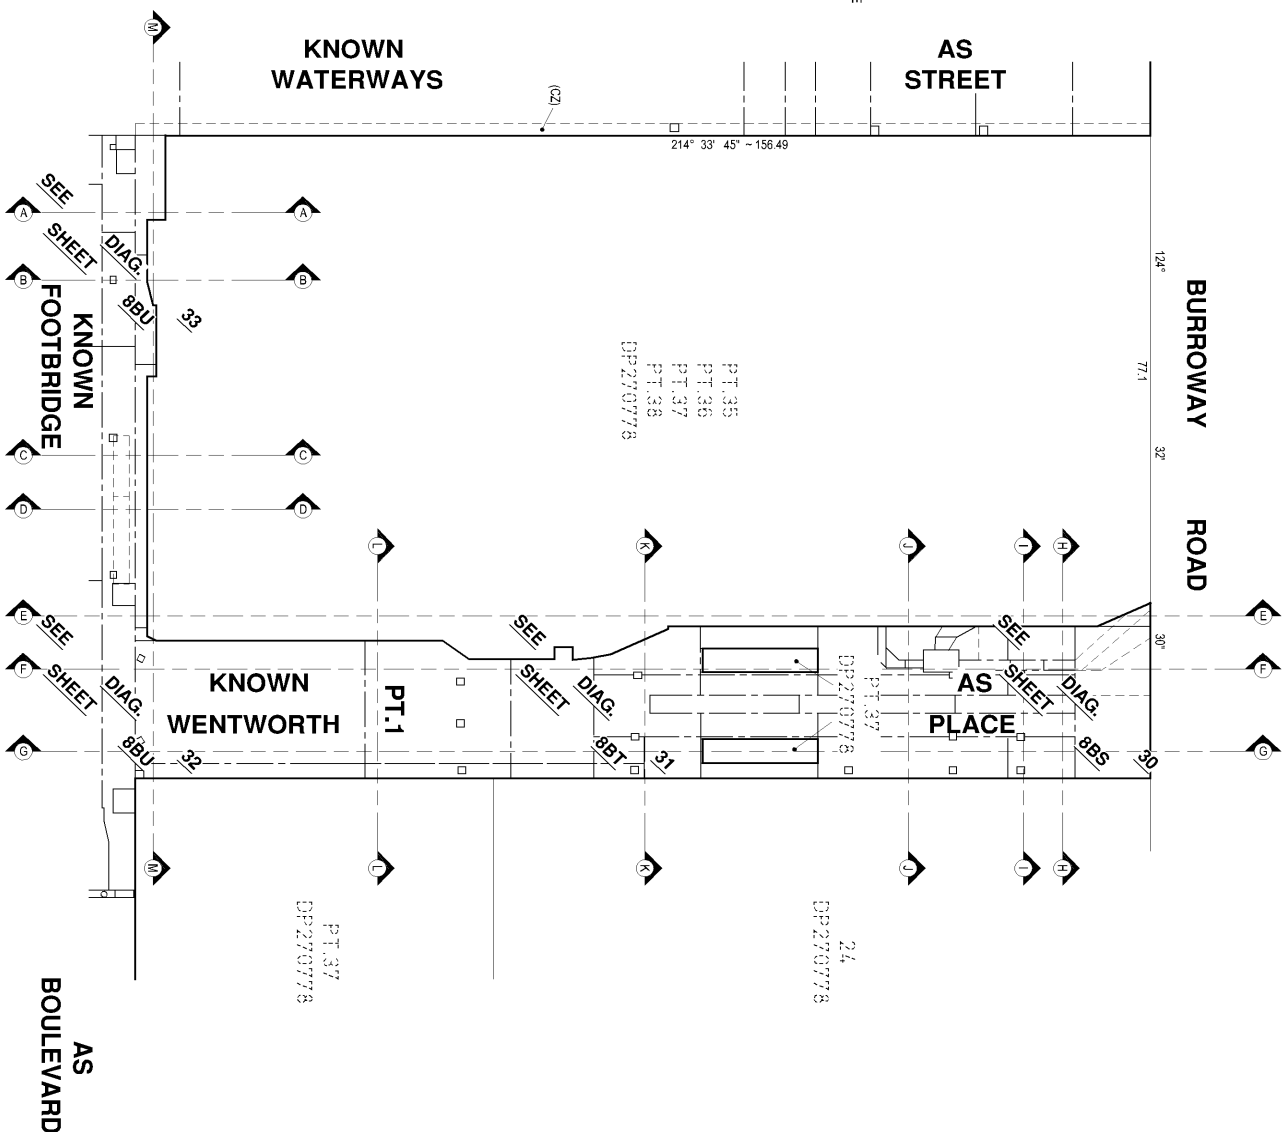 KNOWN
WATERWAYS
AS
STREET
M
(CZ)
214° 33' 45" ~ 156.49
SEE
SHEET
DIAG.
8BU
33
A
A
B
B
KNOWN
FOOTBRIDGE
C
C
D
D
124°
77.1
32'
30"
BURROWAY
ROAD
PT.35
PT.36
PT.37
PT.38
DP270778
L
K
J
I
H
E
E
SEE
SHEET
DIAG.
8BU
32
SEE
SHEET
DIAG.
8BT
31
SEE
SHEET
DIAG.
8BS
30
F
F
KNOWN
WENTWORTH
PT.1
PT.37
DP270778
AS
PLACE
G
G
M
L
K
J
I
H
PT.37
DP270778
24
DP270778
AS
BOULEVARD